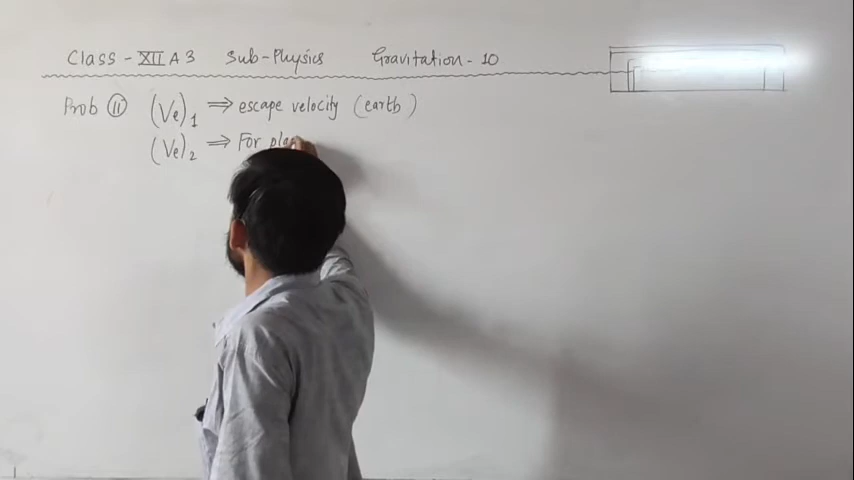 Class - XII A 3 Sub-Physics Gravitation - 10
Prob 11 (Ve)1 ⇒ escape velocity (earth)
(Ve)2 ⇒ For